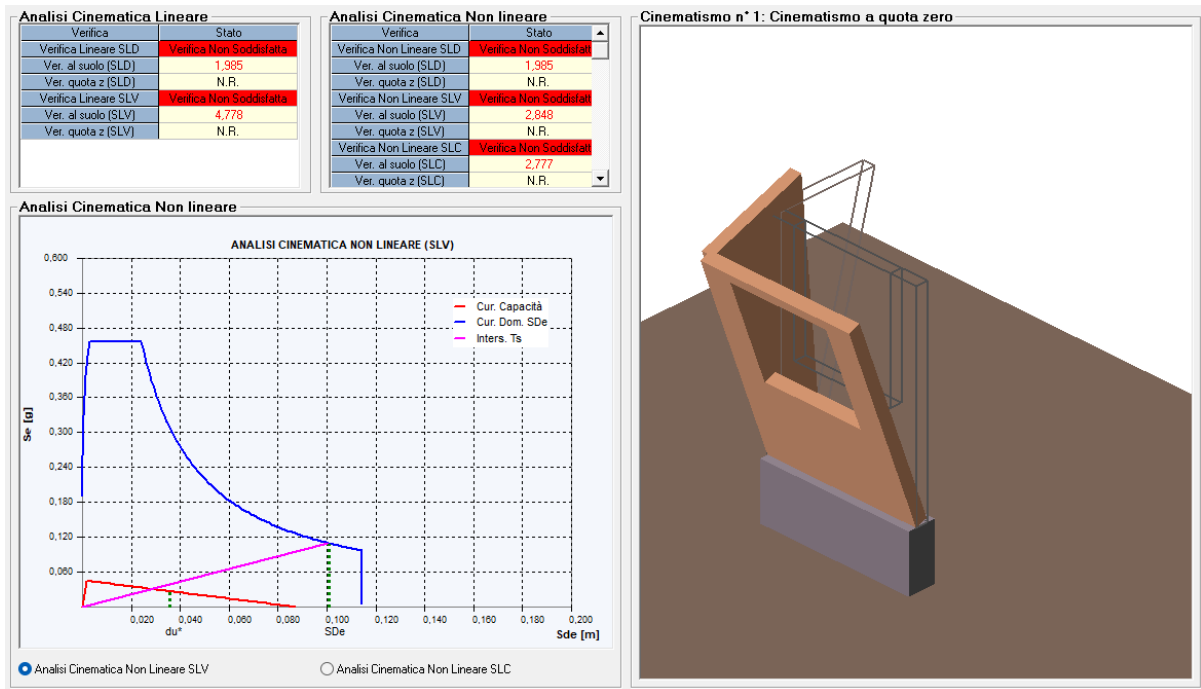 Analisi Cinematica Lineare
Verifica Stato
Verifica Lineare SLD Verifica Non Soddisfatta
Ver. al suolo (SLD) 1,985
Ver. quota z (SLD) N.R.
Verifica Lineare SLV Verifica Non Soddisfatta
Ver. al suolo (SLV) 4,778
Ver. quota z (SLV) N.R.
Analisi Cinematica Non lineare
Verifica Stato
Verifica Non Lineare SLD Verifica Non Soddisfatt
Ver. al suolo (SLD) 1,985
Ver. quota z (SLD) N.R.
Verifica Non Lineare SLV Verifica Non Soddisfatt
Ver. al suolo (SLV) 2,848
Ver. quota z (SLV) N.R.
Verifica Non Lineare SLC Verifica Non Soddisfatt
Ver. al suolo (SLC) 2,777
Ver. quota z (SLC) N.R.
Cinematismo n° 1: Cinematismo a quota zero
Analisi Cinematica Non lineare
ANALISI CINEMATICA NON LINEARE (SLV)
0,600
0,540
0,480
0,420
0,360
0,300
0,240
0,180
0,120
0,060
Se [g]
Cur. Capacità
Cur. Dom. SDe
Inters. Ts
0,020 0,040 0,060 0,080 0,100 0,120 0,140 0,160 0,180 0,200
du* SDe Sde [m]
Analisi Cinematica Non Lineare SLV Analisi Cinematica Non Lineare SLC